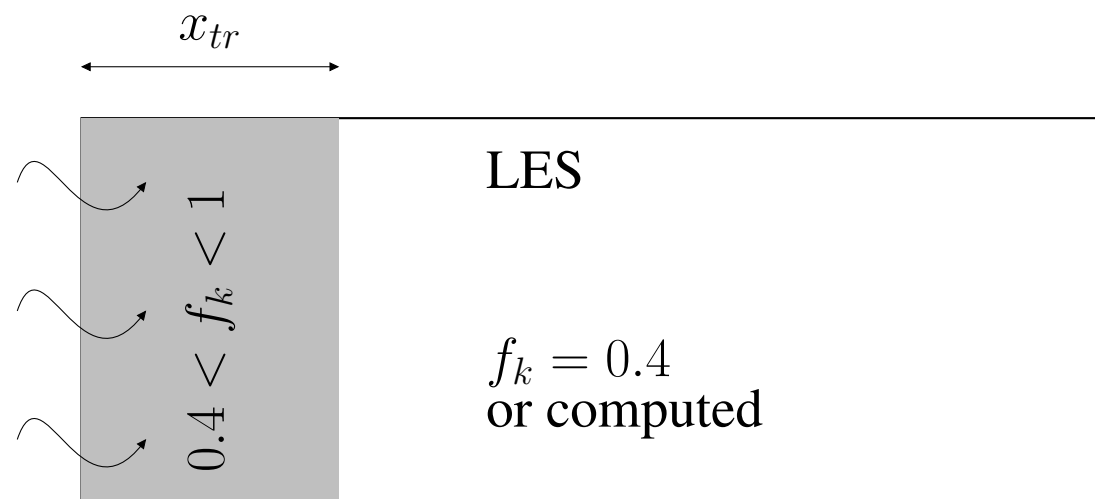 x_{tr}
LES
0.4 < f_k < 1
f_k = 0.4
or computed